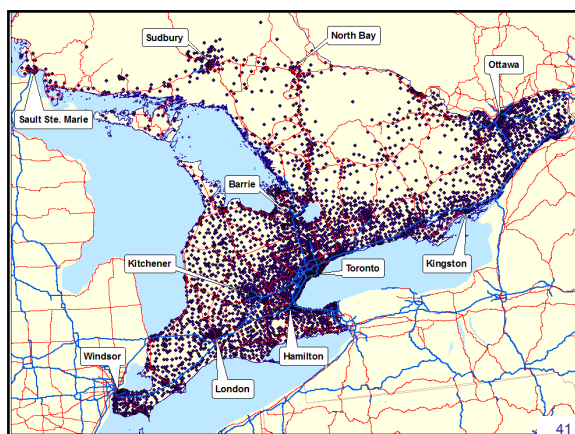 Sudbury
North Bay
Ottawa
Sault Ste. Marie
Barrie
Kitchener
Toronto
Kingston
Windsor
London
Hamilton
41